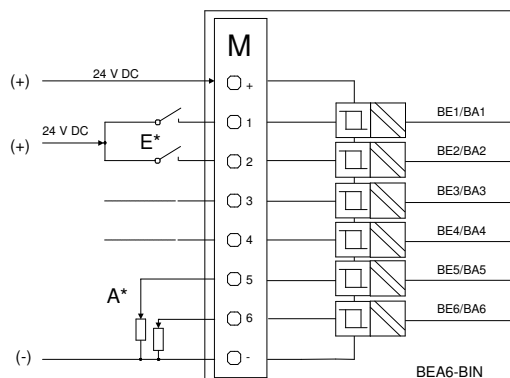 M
(+) 24 V DC +
1 BE1/BA1
(+) 24 V DC E*
2 BE2/BA2
3 BE3/BA3
4 BE4/BA4
5 BE5/BA5
A*
6 BE6/BA6
(-) -
BEA6-BIN